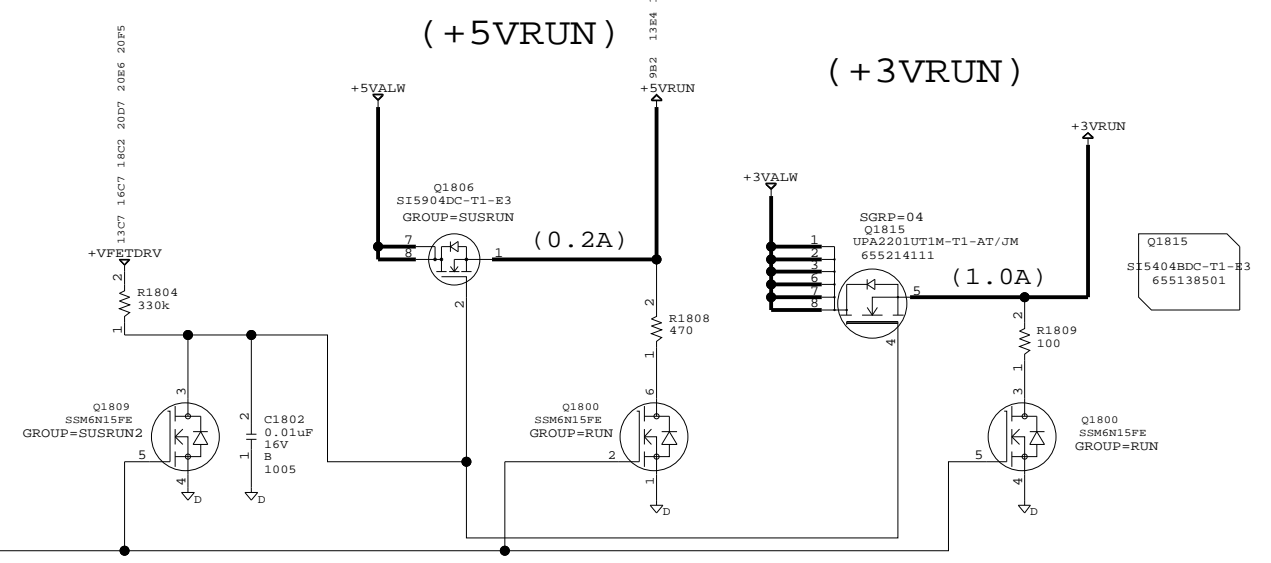 13C7 16C7 18C2 20D7 20E6 20F5
(+5VRUN)
9B2 13E4
(+3VRUN)
+5VALW
+5VRUN
+3VRUN
+3VALW
Q1806
SI5904DC-T1-E3
GROUP=SUSRUN
7
8
1
2
(0.2A)
SGRP=04
Q1815
UPA2201UT1M-T1-AT/JM
655214111
1
2
3
6
7
8
5
4
(1.0A)
Q1815
SI5404BDC-T1-E3
655138501
+VFETDRV
2
R1804
330k
1
2
R1808
470
1
2
R1809
100
1
Q1809
SSM6N15FE
GROUP=SUSRUN2
3
5
4
D
2
C1802
0.01uF
16V
B
1005
1
D
Q1800
SSM6N15FE
GROUP=RUN
6
2
1
D
Q1800
SSM6N15FE
GROUP=RUN
3
5
4
D